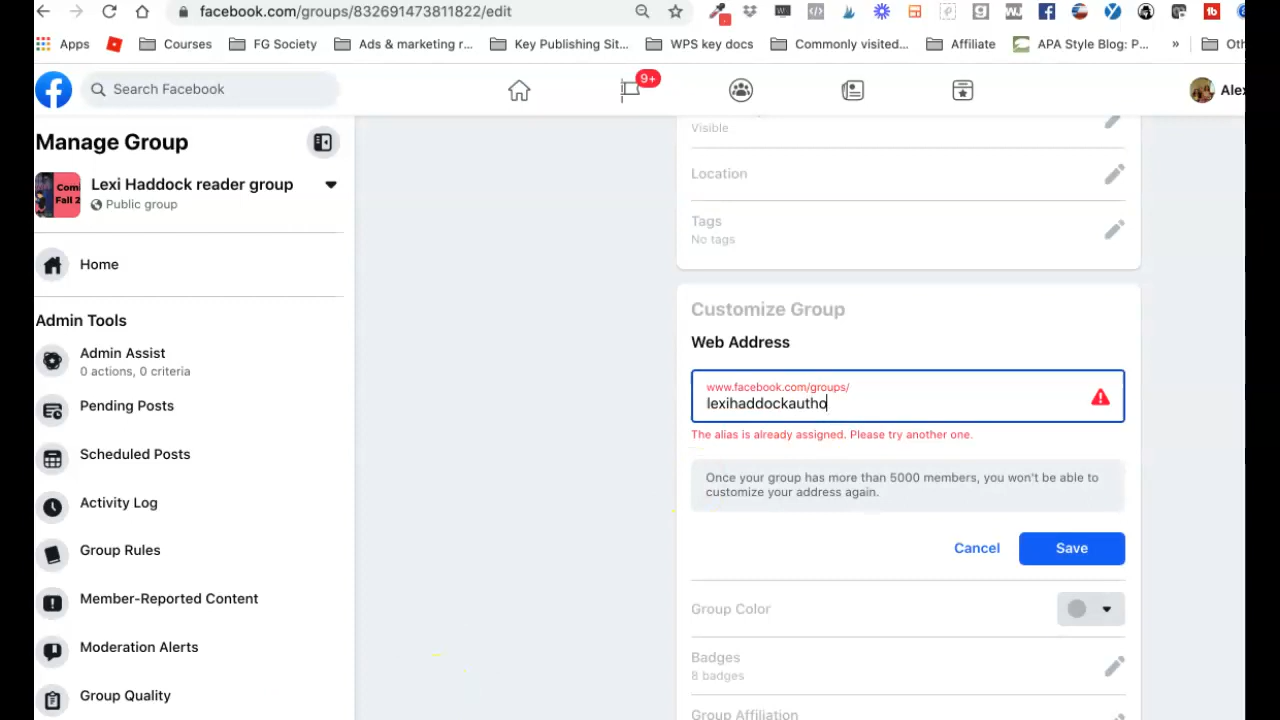 facebook.com/groups/832691473811822/edit
Apps
Courses
FG Society
Ads & marketing r...
Key Publishing Sit...
WPS key docs
Commonly visited...
Affiliate
APA Style Blog: P...
»
Oth
Search Facebook
9+
Alex
Manage Group
Lexi Haddock reader group
Public group
Comi
Fall 2
Home
Admin Tools
Admin Assist
0 actions, 0 criteria
Pending Posts
Scheduled Posts
Activity Log
Group Rules
Member-Reported Content
Moderation Alerts
Group Quality
Visible
Location
Tags
No tags
Customize Group
Web Address
www.facebook.com/groups/
lexihaddockautho
The alias is already assigned. Please try another one.
Once your group has more than 5000 members, you won't be able to
customize your address again.
Cancel
Save
Group Color
Badges
8 badges
Group Affiliation